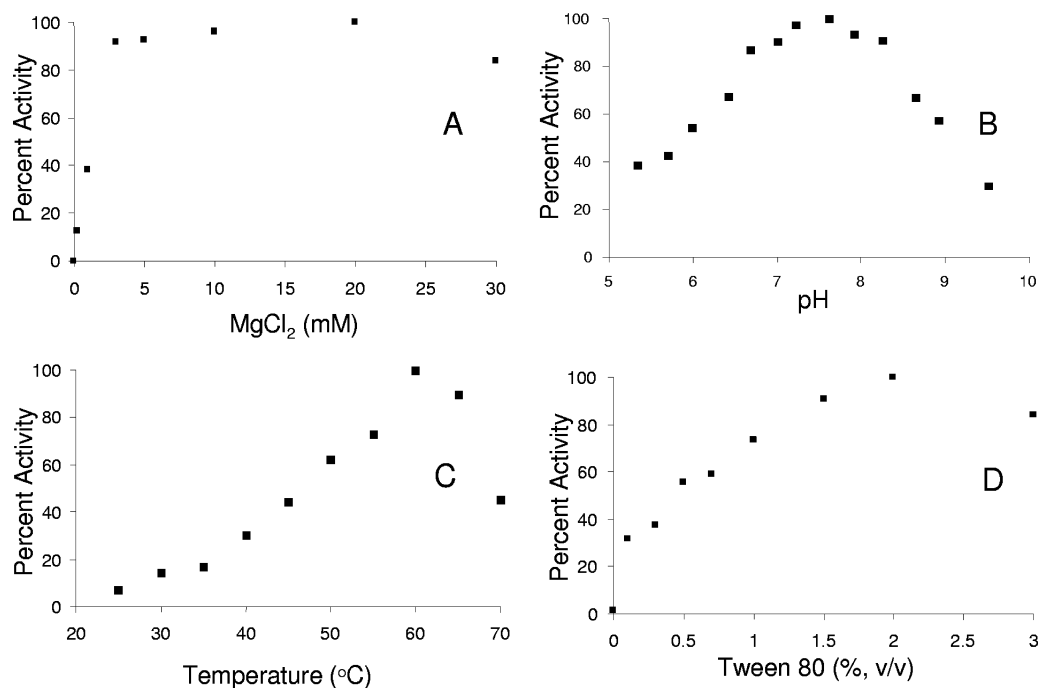 100
80
60
40
20
0
Percent Activity
A
0 5 10 15 20 25 30
MgCl₂ (mM)
100
80
60
40
20
0
Percent Activity
B
5 6 7 8 9 10
pH
100
80
60
40
20
0
Percent Activity
C
20 30 40 50 60 70
Temperature (°C)
100
80
60
40
20
0
Percent Activity
D
0 0.5 1 1.5 2 2.5 3
Tween 80 (%, v/v)